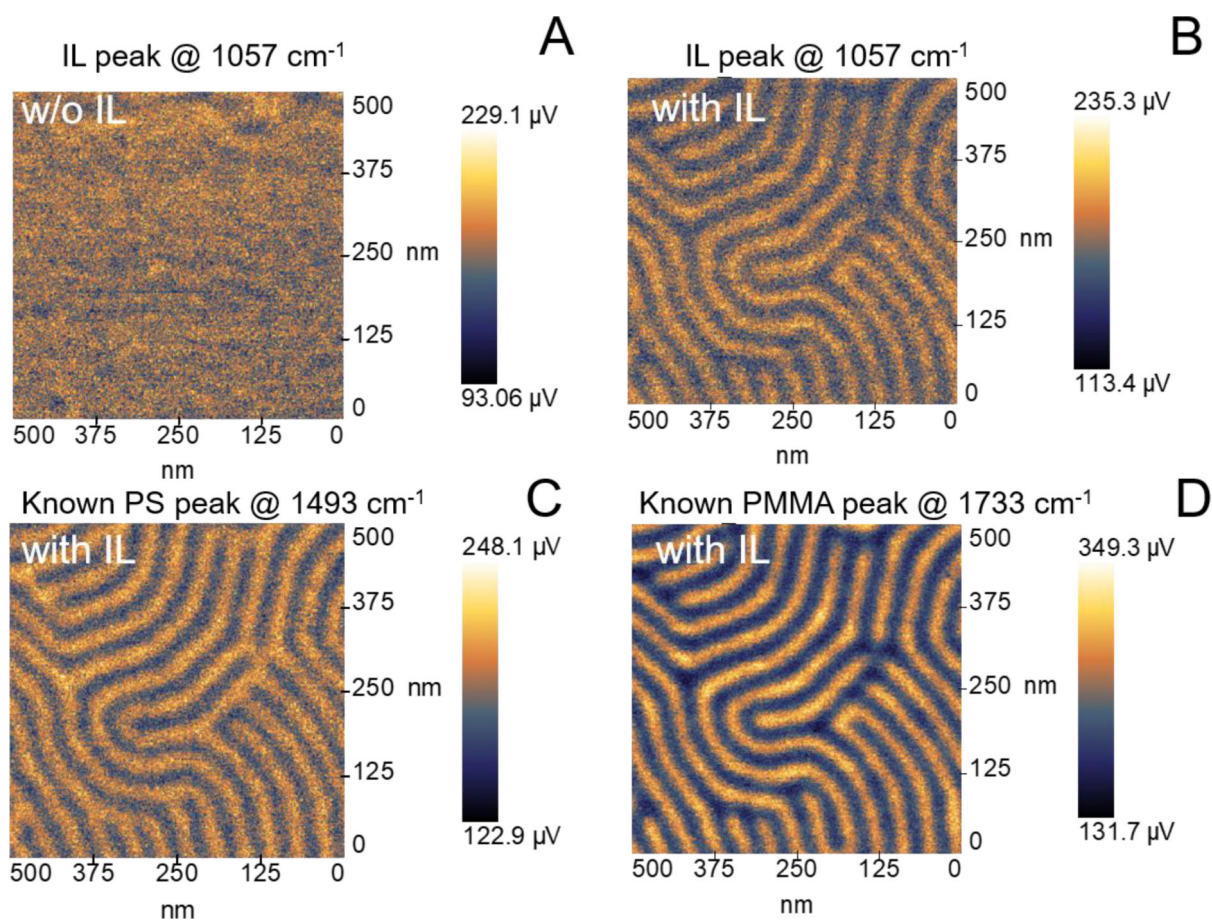 A
IL peak @ 1057 cm-1
w/o IL
500
375
250 nm
125
0
500 375 250 125 0
nm
229.1 µV
93.06 µV
B
IL peak @ 1057 cm-1
with IL
500
375
250 nm
125
0
500 375 250 125 0
nm
235.3 µV
113.4 µV
C
Known PS peak @ 1493 cm-1
with IL
500
375
250 nm
125
0
500 375 250 125 0
nm
248.1 µV
122.9 µV
D
Known PMMA peak @ 1733 cm-1
with IL
500
375
250 nm
125
0
500 375 250 125 0
nm
349.3 µV
131.7 µV